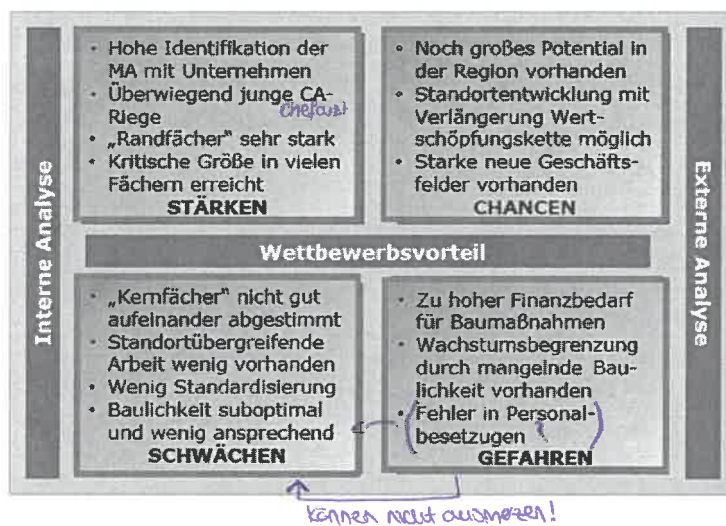 Interne Analyse
• Hohe Identifikation der
MA mit Unternehmen
• Überwiegend junge CA-
Chefarzt
Riege
• „Randfächer" sehr stark
• Kritische Größe in vielen
Fächern erreicht
STÄRKEN
• Noch großes Potential in
der Region vorhanden
• Standortentwicklung mit
Verlängerung Wert-
schöpfungskette möglich
• Starke neue Geschäfts-
felder vorhanden
CHANCEN
Externe Analyse
Wettbewerbsvorteil
• „Kernfächer" nicht gut
aufeinander abgestimmt
• Standortübergreifende
Arbeit wenig vorhanden
• Wenig Standardisierung
• Baulichkeit suboptimal
und wenig ansprechend
SCHWÄCHEN
• Zu hoher Finanzbedarf
für Baumaßnahmen
• Wachstumsbegrenzung
durch mangelnde Bau-
lichkeit vorhanden
• (Fehler in Personal-
besetzugen )
GEFAHREN
können nicht ausmerzen!